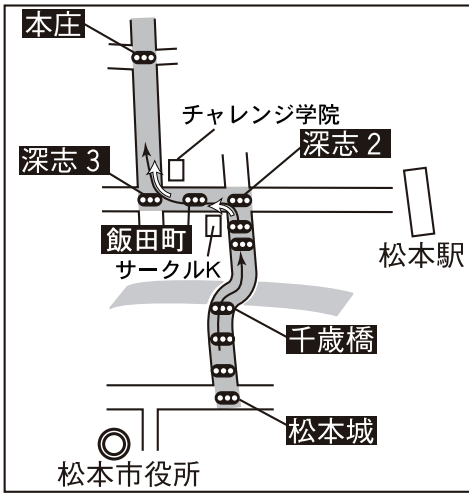 本庄
チャレンジ学院
深志2
深志3
飯田町
サークルK
松本駅
千歳橋
松本城
松本市役所